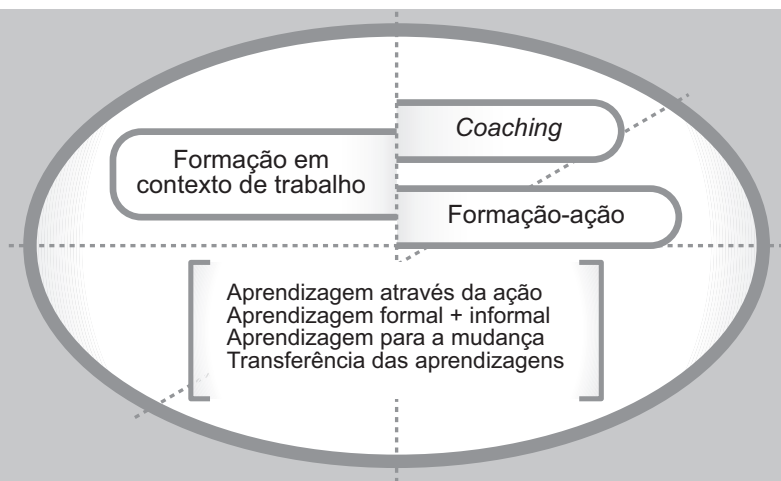 Coaching
Formação em
contexto de trabalho
Formação-ação
Aprendizagem através da ação
Aprendizagem formal + informal
Aprendizagem para a mudança
Transferência das aprendizagens